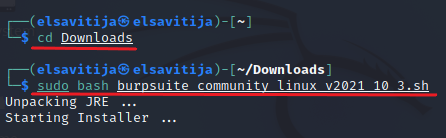 ┌──(elsavitija㉿elsavitija)-[~]
└─$ cd Downloads
┌──(elsavitija㉿elsavitija)-[~/Downloads]
└─$ sudo bash burpsuite_community_linux_v2021_10_3.sh
Unpacking JRE ...
Starting Installer ...